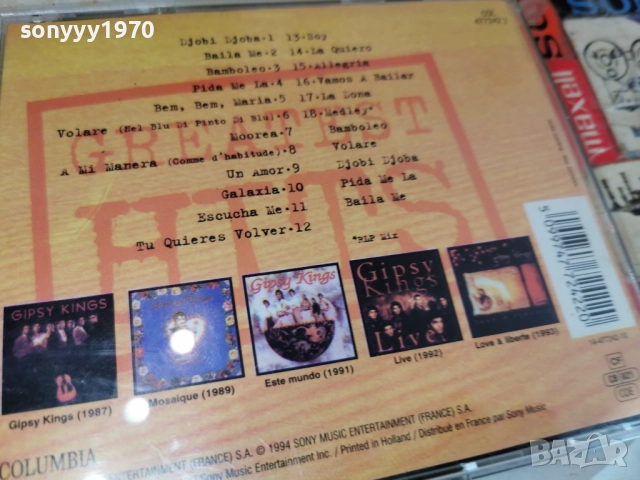 sonyyy1970
CDE
477242 2
Djobi Djoba·1 13·Soy
Baila Me·2 14·La Quiero
Bamboleo·3 15·Allegria
Pida Me La·4 16·Vamos A Bailar
Bem, Bem, Maria·5 17·La Dona
Volare (Nel Blu Di Pinto Di Blu)·6 18·Medley*
Moorea·7 Bamboleo
A Mi Manera (Comme d'habitude)·8 Volare
Un Amor·9 Djobi Djoba
Galaxia·10 Pida Me La
Escucha Me·11 Baila Me
Tu Quieres Volver·12
*BLP Mix
GREATEST
HITS
maxell
GIPSY KINGS
Gipsy Kings
Gipsy Kings
Live!
Gipsy Kings (1987)
Mosaique (1989)
Este mundo (1991)
Live (1992)
Love & liberte (1993)
COLUMBIA
ENTERTAINMENT (FRANCE) S.A. © 1994 SONY MUSIC ENTERTAINMENT (FRANCE) S.A.
Sony Music Entertainment Inc. / Printed in Holland / Distribué en France par Sony Music
BAZAR